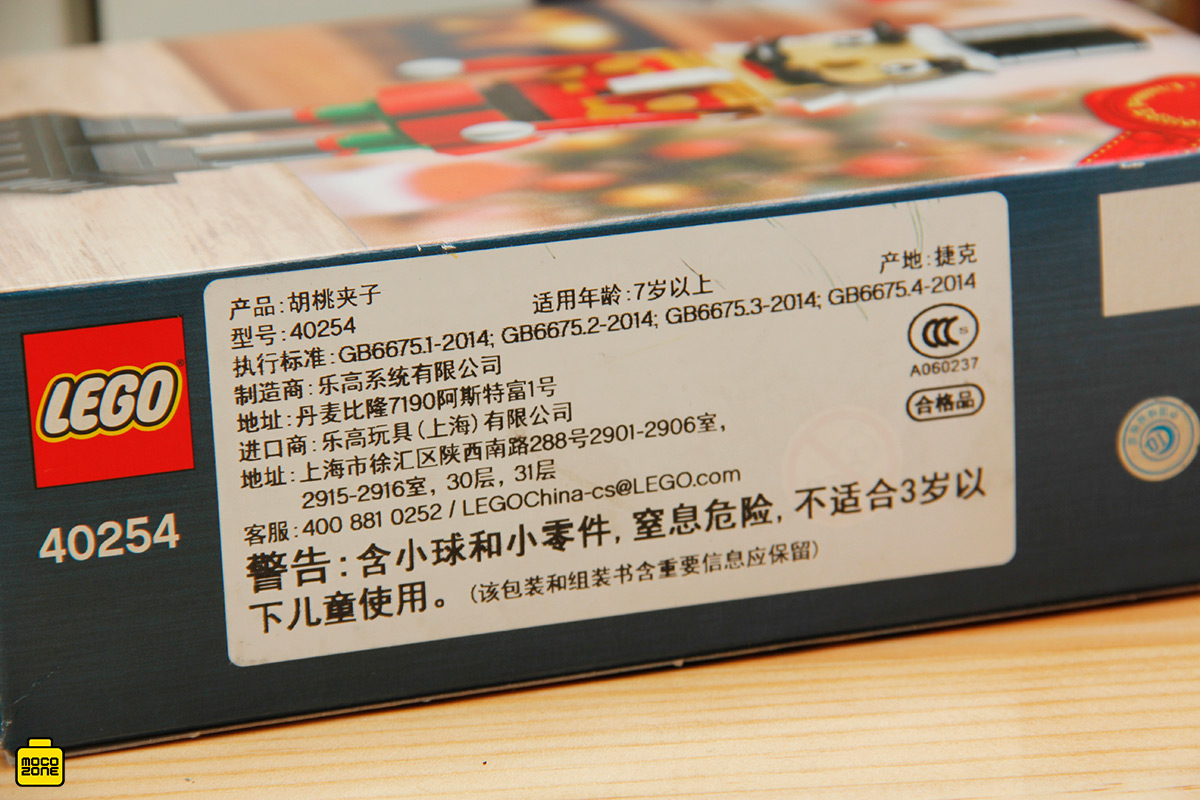 LEGO
40254
产品:胡桃夹子
适用年龄:7岁以上
产地:捷克
型号:40254
执行标准:GB6675.1-2014; GB6675.2-2014; GB6675.3-2014; GB6675.4-2014
制造商:乐高系统有限公司
地址:丹麦比隆7190阿斯特富1号
进口商:乐高玩具(上海)有限公司
地址:上海市徐汇区陕西南路288号2901-2906室,
2915-2916室, 30层, 31层
客服:400 881 0252 / LEGOChina-cs@LEGO.com
CCC S
A060237
合格品
警告:含小球和小零件, 窒息危险, 不适合3岁以
下儿童使用。(该包装和组装书含重要信息应保留)
MOCO
ZONE